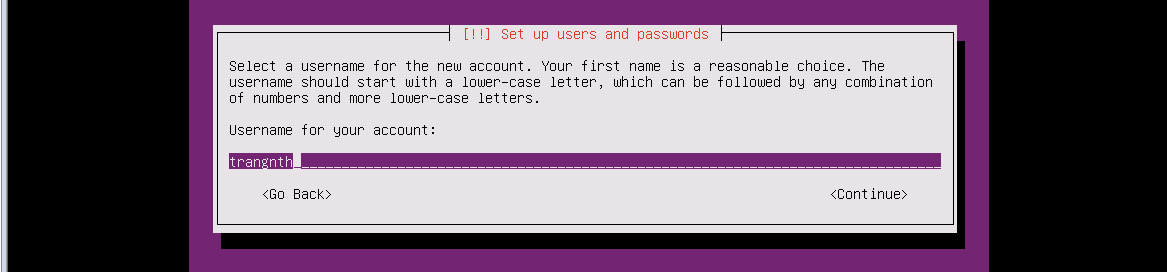 [!!] Set up users and passwords
Select a username for the new account. Your first name is a reasonable choice. The
username should start with a lower-case letter, which can be followed by any combination
of numbers and more lower-case letters.
Username for your account:
trangnth
<Go Back> <Continue>